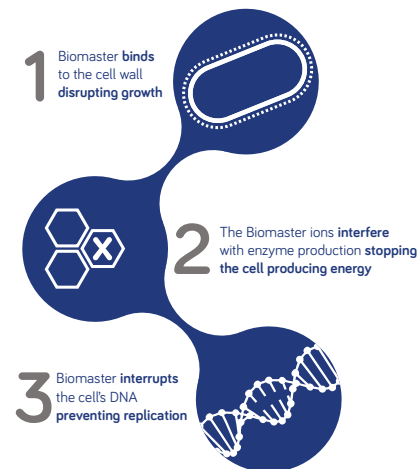 1
Biomaster binds
to the cell wall
disrupting growth
2
The Biomaster ions interfere
with enzyme production stopping
the cell producing energy
3
Biomaster interrupts
the cell's DNA
preventing replication